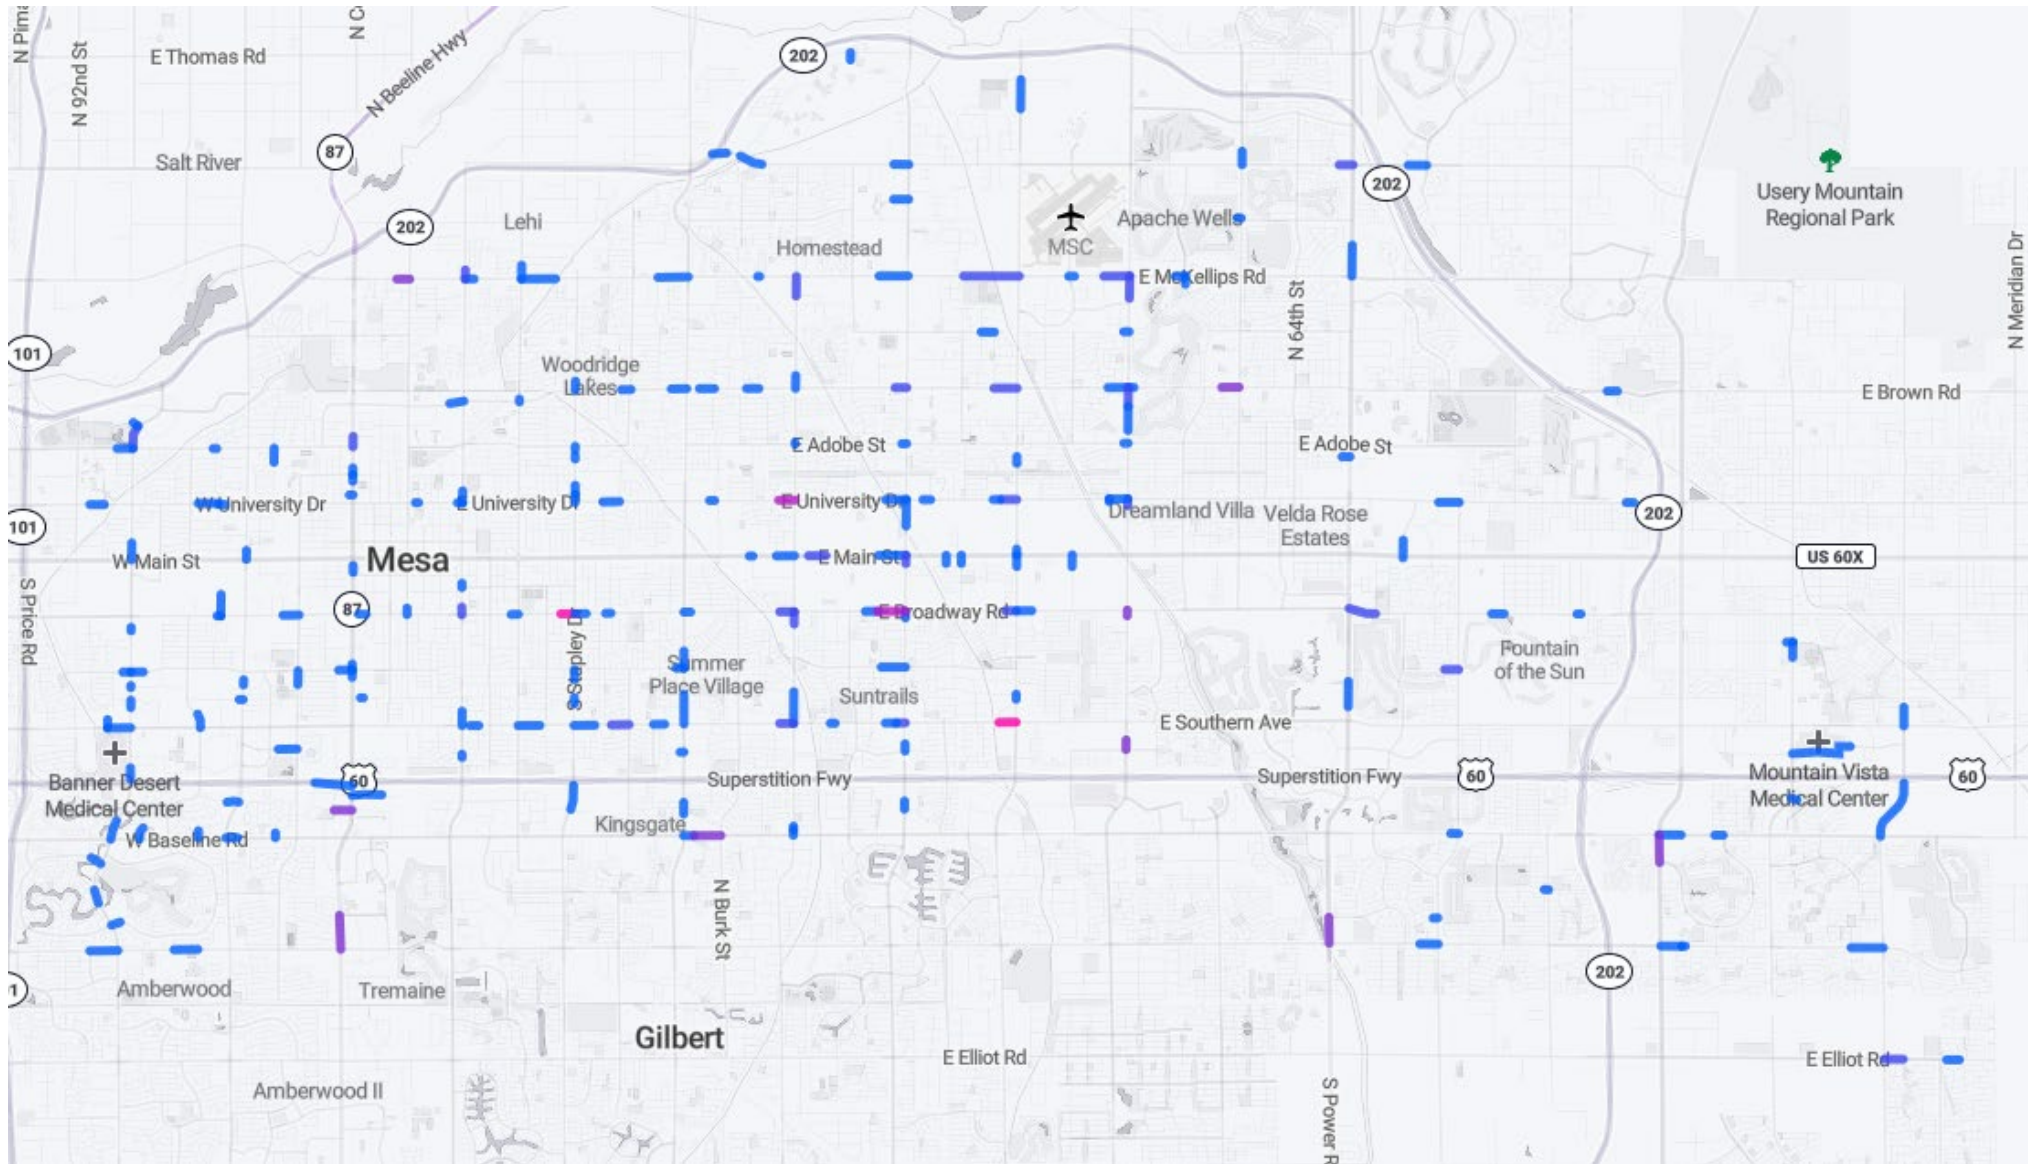 N Pima
N 92nd St
E Thomas Rd
N C
N Beeline Hwy
202
87
Salt River
202
Usery Mountain
Regional Park
202
Lehi
Apache Wells
Homestead
MSC
E McKellips Rd
N 64th St
N Meridian Dr
101
Woodridge
Lakes
E Brown Rd
E Adobe St
E Adobe St
W University Dr
E University D
E University D
Dreamland Villa
Velda Rose
Estates
202
101
W Main St
Mesa
E Main St
US 60X
S Price Rd
87
E Broadway Rd
S Stapley D
Summer
Place Village
Suntrails
Fountain
of the Sun
E Southern Ave
Banner Desert
Medical Center
60
Superstition Fwy
Superstition Fwy
60
Mountain Vista
Medical Center
60
Kingsgate
W Baseline Rd
N Burk St
Amberwood
Tremaine
202
1
Gilbert
E Elliot Rd
E Elliot Rd
Amberwood II
S Power R